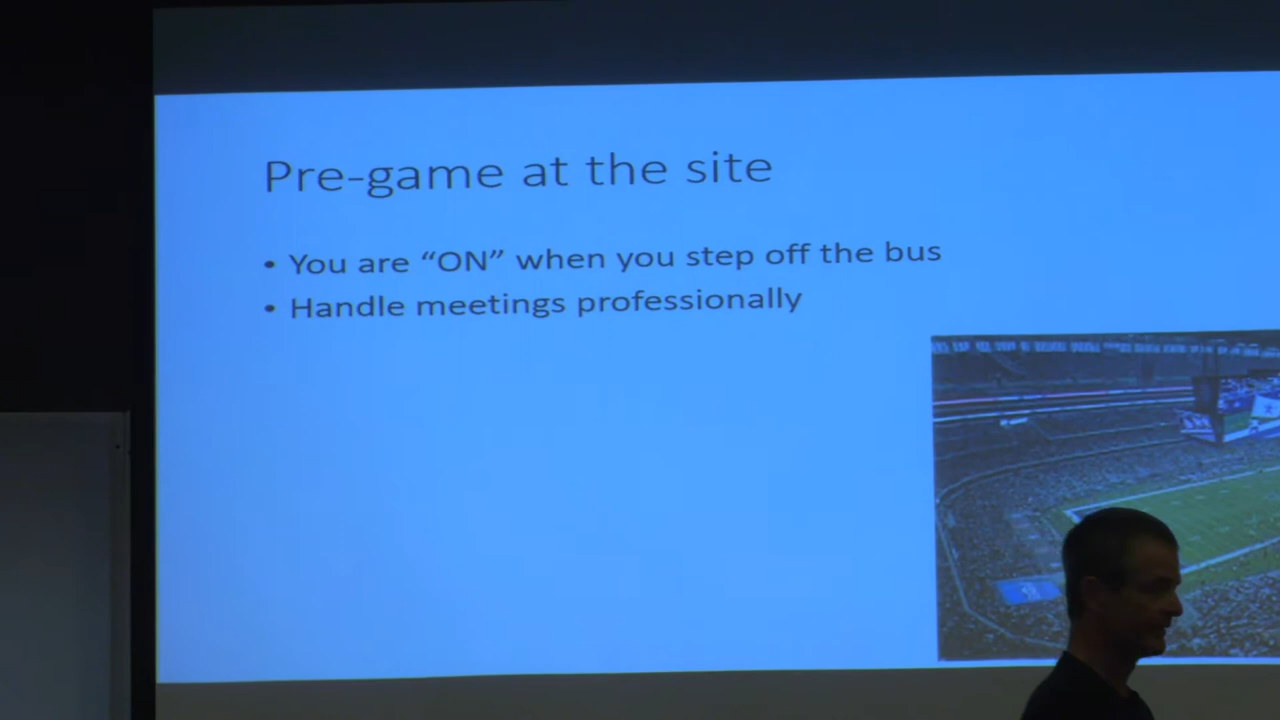 Pre-game at the site
• You are “ON” when you step off the bus
• Handle meetings professionally